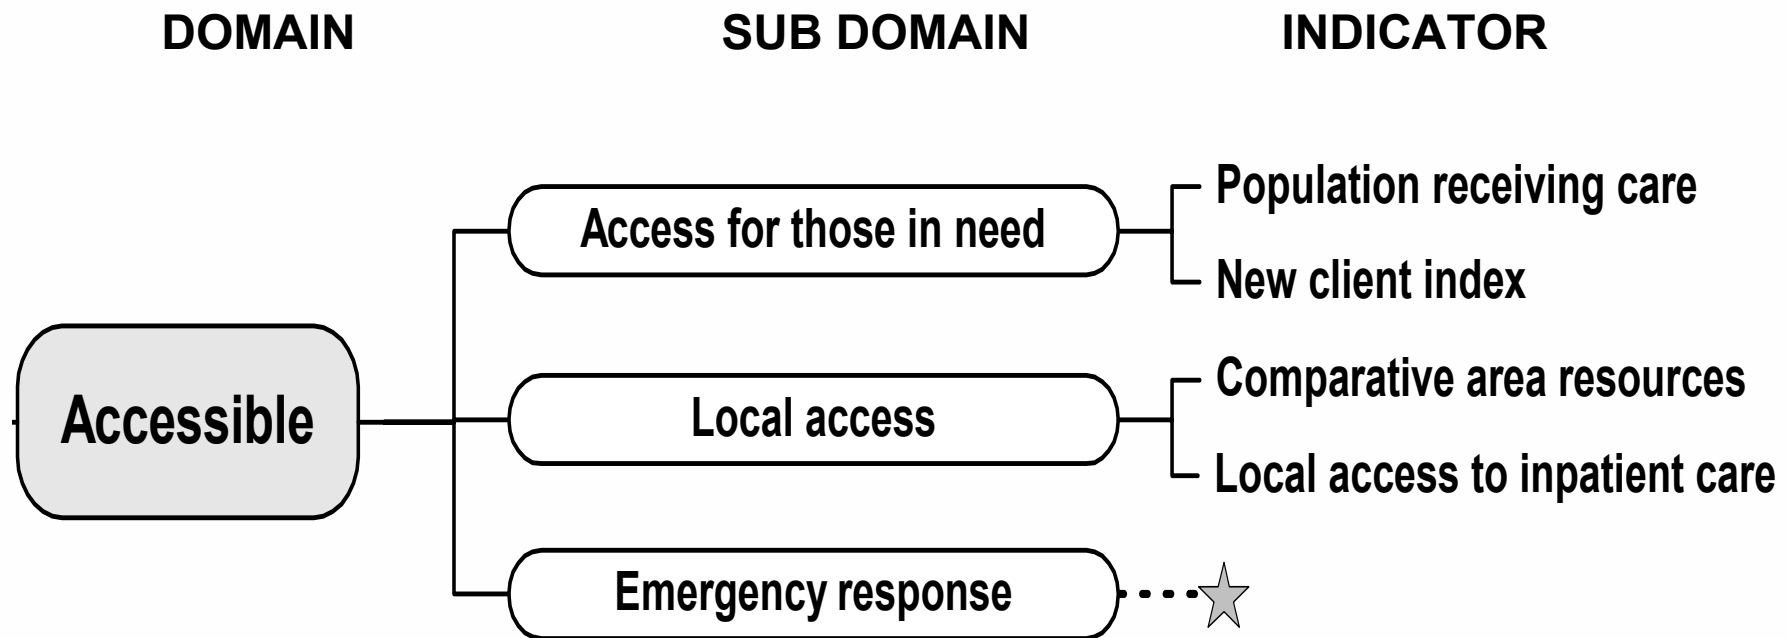 DOMAIN SUB DOMAIN INDICATOR
Access for those in need
Population receiving care
New client index
Accessible
Local access
Comparative area resources
Local access to inpatient care
Emergency response